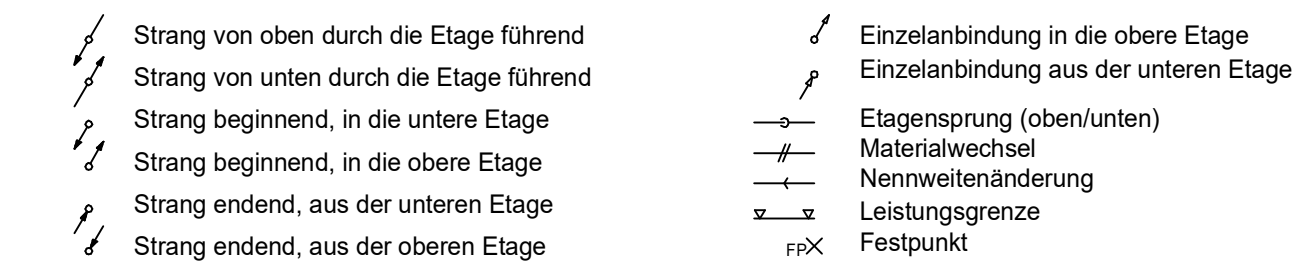 Strang von oben durch die Etage führend
Strang von unten durch die Etage führend
Strang beginnend, in die untere Etage
Strang beginnend, in die obere Etage
Strang endend, aus der unteren Etage
Strang endend, aus der oberen Etage
Einzelanbindung in die obere Etage
Einzelanbindung aus der unteren Etage
Etagensprung (oben/unten)
Materialwechsel
Nennweitenänderung
Leistungsgrenze
FP Festpunkt